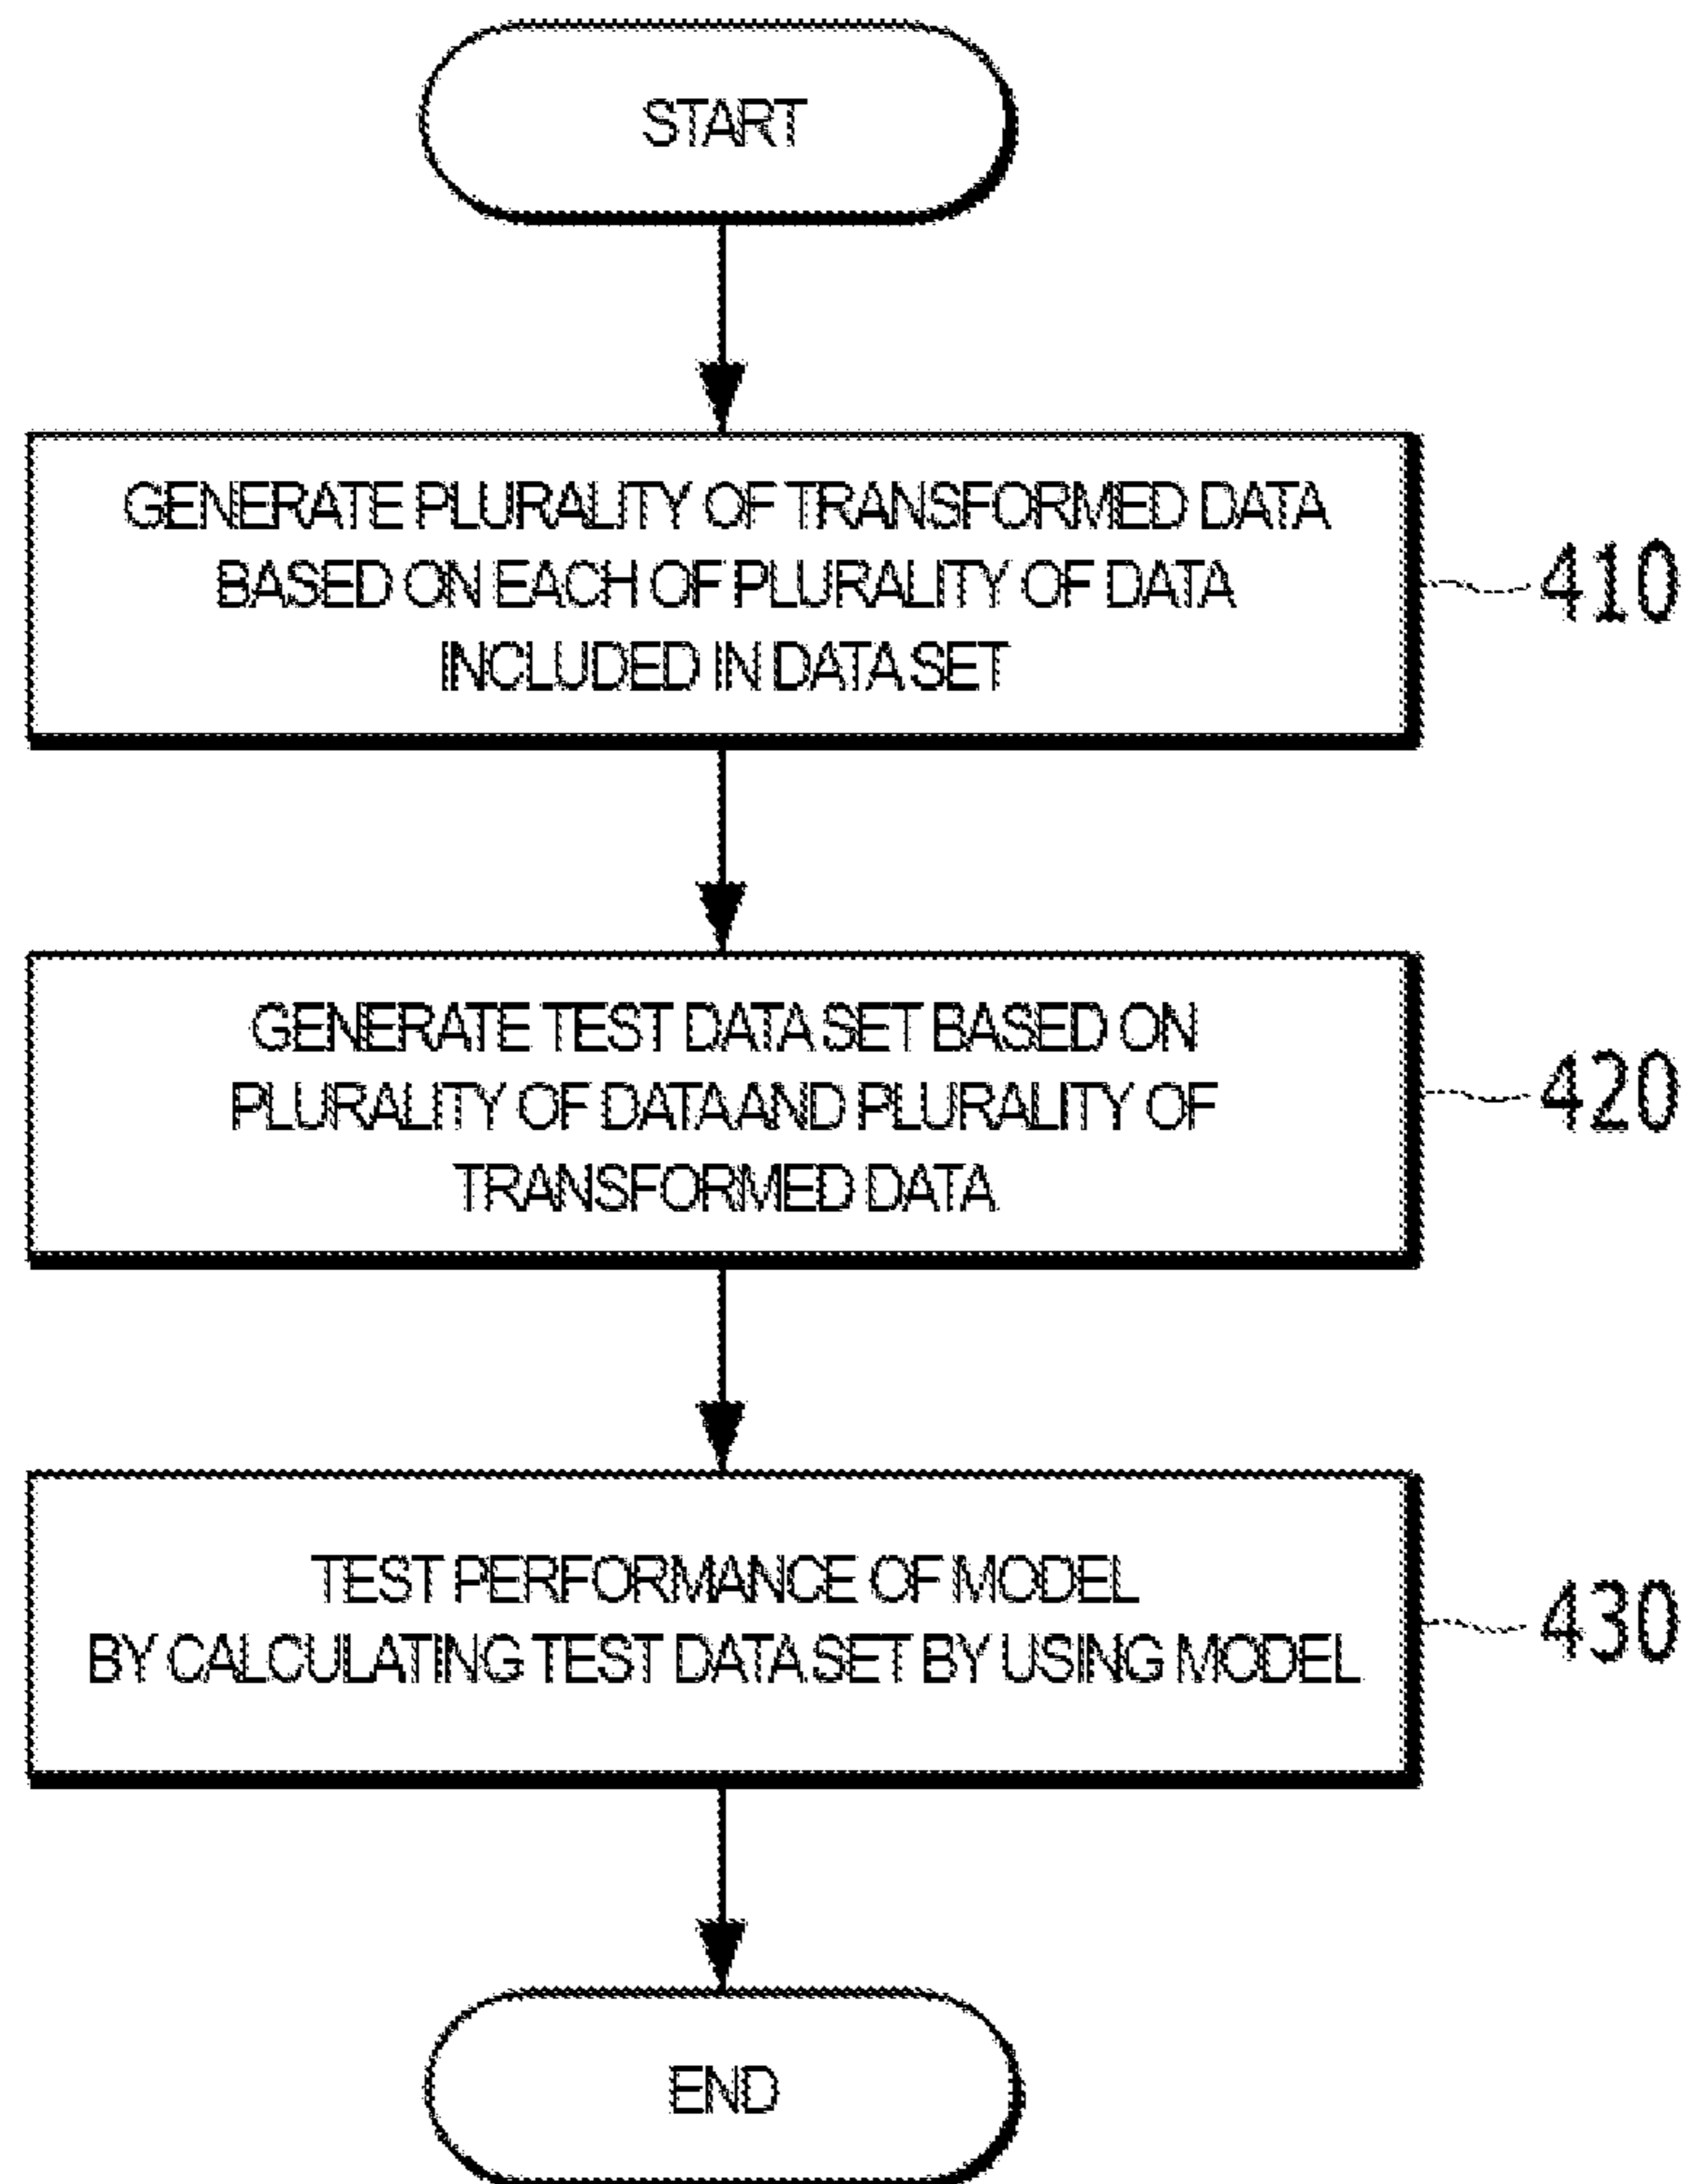 START
GENERATE PLURALITY OF TRANSFORMED DATA
BASED ON EACH OF PLURALITY OF DATA
INCLUDED IN DATA SET
410
GENERATE TEST DATA SET BASED ON
PLURALITY OF DATA AND PLURALITY OF
TRANSFORMED DATA
420
TEST PERFORMANCE OF MODEL
BY CALCULATING TEST DATA SET BY USING MODEL
430
END